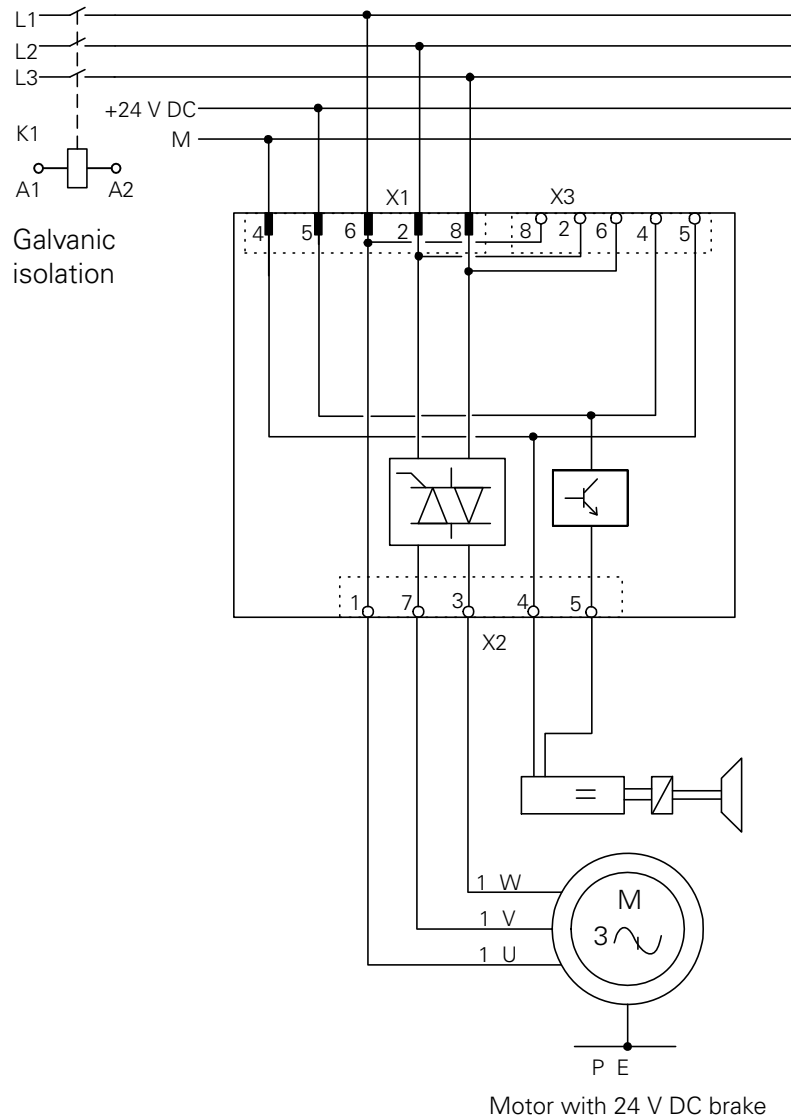 L1
L2
L3
+24 V DC
K1
M
A1 A2
X1 X3
4 5 6 2 8 8 2 6 4 5
Galvanic
isolation
1 7 3 4 5
X2
=
1 W
M
1 V
3
1 U
P E
Motor with 24 V DC brake